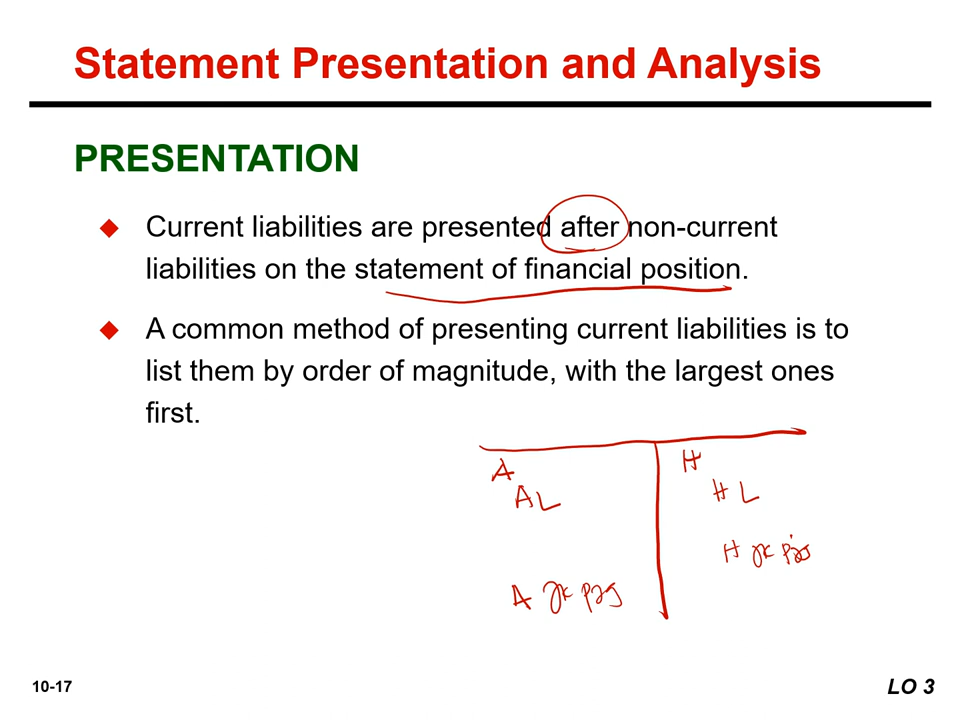 Statement Presentation and Analysis
PRESENTATION
Current liabilities are presented after non-current
liabilities on the statement of financial position.
A common method of presenting current liabilities is to
list them by order of magnitude, with the largest ones
first.
A
H
AL
HL
H
A
10-17
LO 3